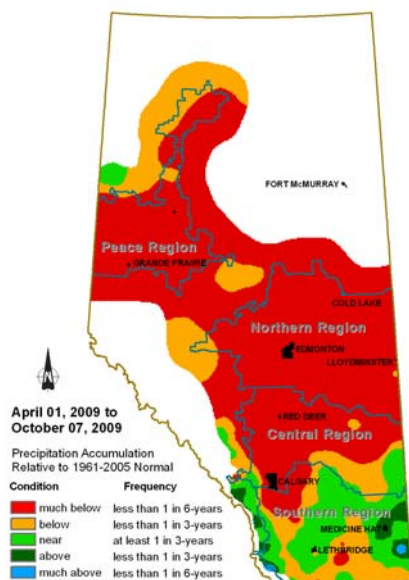 FORT McMURRAY
Peace Region
GRANDE PRAIRIE
COLD LAKE
Northern Region
EDMONTON
LLOYDMINSTER
N
April 01, 2009 to
October 07, 2009
RED DEER
Central Region
Precipitation Accumulation
Relative to 1961-2005 Normal
CALGARY
Condition Frequency
Southern Region
much below less than 1 in 6-years
below less than 1 in 3-years
MEDICINE HAT
near at least 1 in 3-years
LETHBRIDGE
above less than 1 in 3-years
much above less than 1 in 6-years